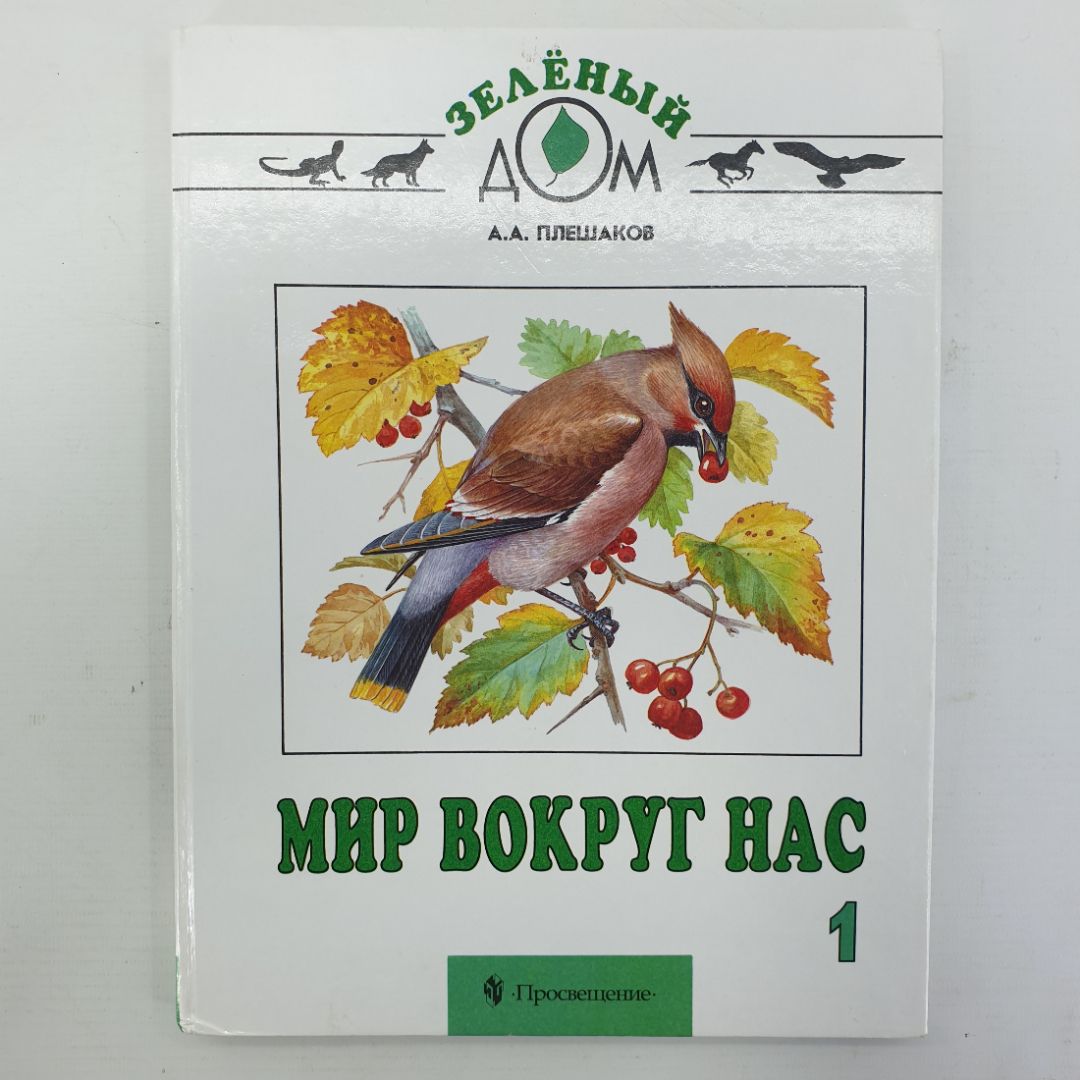 ЗЕЛЁНЫЙ
ДОМ
А.А. ПЛЕШАКОВ
МИР ВОКРУГ НАС
1
·Просвещение·